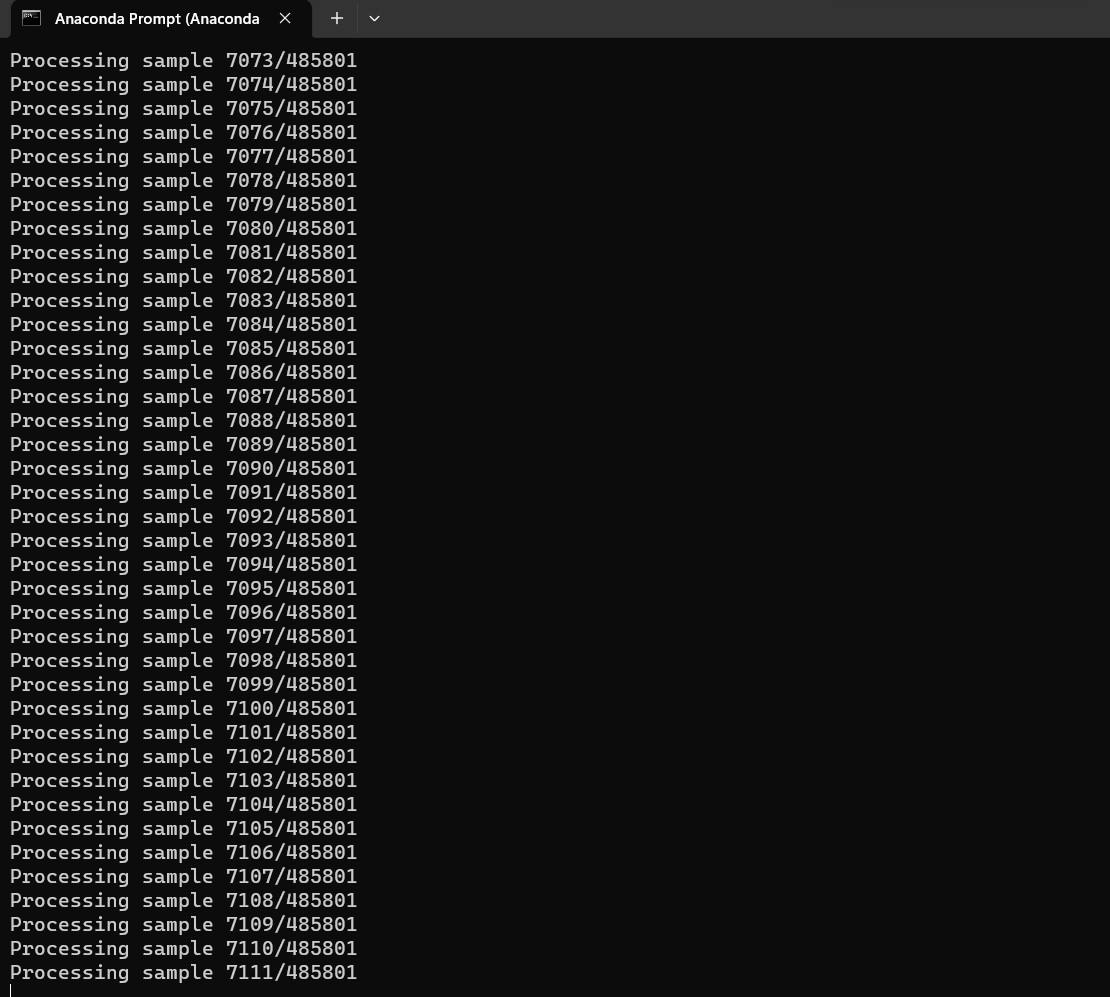 Anaconda Prompt (Anaconda
Processing sample 7073/485801
Processing sample 7074/485801
Processing sample 7075/485801
Processing sample 7076/485801
Processing sample 7077/485801
Processing sample 7078/485801
Processing sample 7079/485801
Processing sample 7080/485801
Processing sample 7081/485801
Processing sample 7082/485801
Processing sample 7083/485801
Processing sample 7084/485801
Processing sample 7085/485801
Processing sample 7086/485801
Processing sample 7087/485801
Processing sample 7088/485801
Processing sample 7089/485801
Processing sample 7090/485801
Processing sample 7091/485801
Processing sample 7092/485801
Processing sample 7093/485801
Processing sample 7094/485801
Processing sample 7095/485801
Processing sample 7096/485801
Processing sample 7097/485801
Processing sample 7098/485801
Processing sample 7099/485801
Processing sample 7100/485801
Processing sample 7101/485801
Processing sample 7102/485801
Processing sample 7103/485801
Processing sample 7104/485801
Processing sample 7105/485801
Processing sample 7106/485801
Processing sample 7107/485801
Processing sample 7108/485801
Processing sample 7109/485801
Processing sample 7110/485801
Processing sample 7111/485801